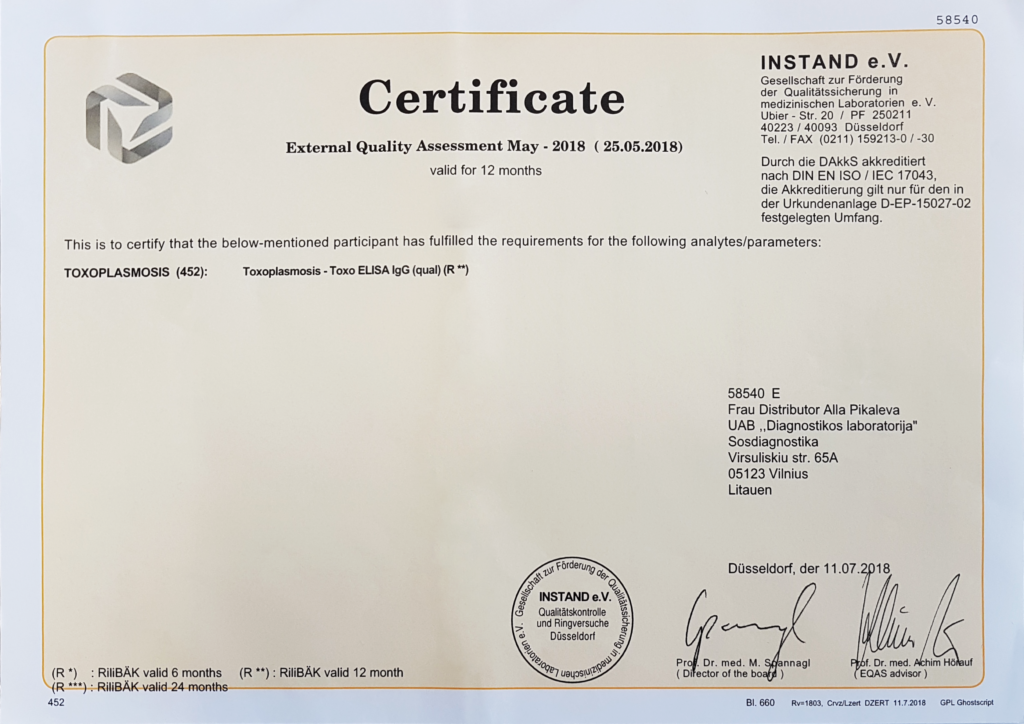 58540
INSTAND e.V.
Gesellschaft zur Förderung
der Qualitätssicherung in
medizinischen Laboratorien e. V.
Ubier - Str. 20 / PF 250211
40223 / 40093 Düsseldorf
Tel. / FAX (0211) 159213-0 / -30
Durch die DAkkS akkreditiert
nach DIN EN ISO / IEC 17043,
die Akkreditierung gilt nur für den in
der Urkundenanlage D-EP-15027-02
festgelegten Umfang.
Certificate
External Quality Assessment May - 2018 ( 25.05.2018)
valid for 12 months
This is to certify that the below-mentioned participant has fulfilled the requirements for the following analytes/parameters:
TOXOPLASMOSIS (452): Toxoplasmosis - Toxo ELISA IgG (qual) (R **)
58540 E
Frau Distributor Alla Pikaleva
UAB ,,Diagnostikos laboratorija"
Sosdiagnostika
Virsuliskiu str. 65A
05123 Vilnius
Litauen
Düsseldorf, der 11.07.2018
Gesellschaft zur Förderung der Qualitätssicherung in medizinischen Laboratorien e.V.
INSTAND e.V.
Qualitätskontrolle
und Ringversuche
Düsseldorf
Prof. Dr. med. M. Spannagl
( Director of the board )
Prof. Dr. med. Achim Hörauf
( EQAS advisor )
(R *) : RiliBÄK valid 6 months (R **) : RiliBÄK valid 12 month
(R ***) : RiliBÄK valid 24 months
452
Bl. 660 Rv=1803, Crvz/Lzert DZERT 11.7.2018 GPL Ghostscript